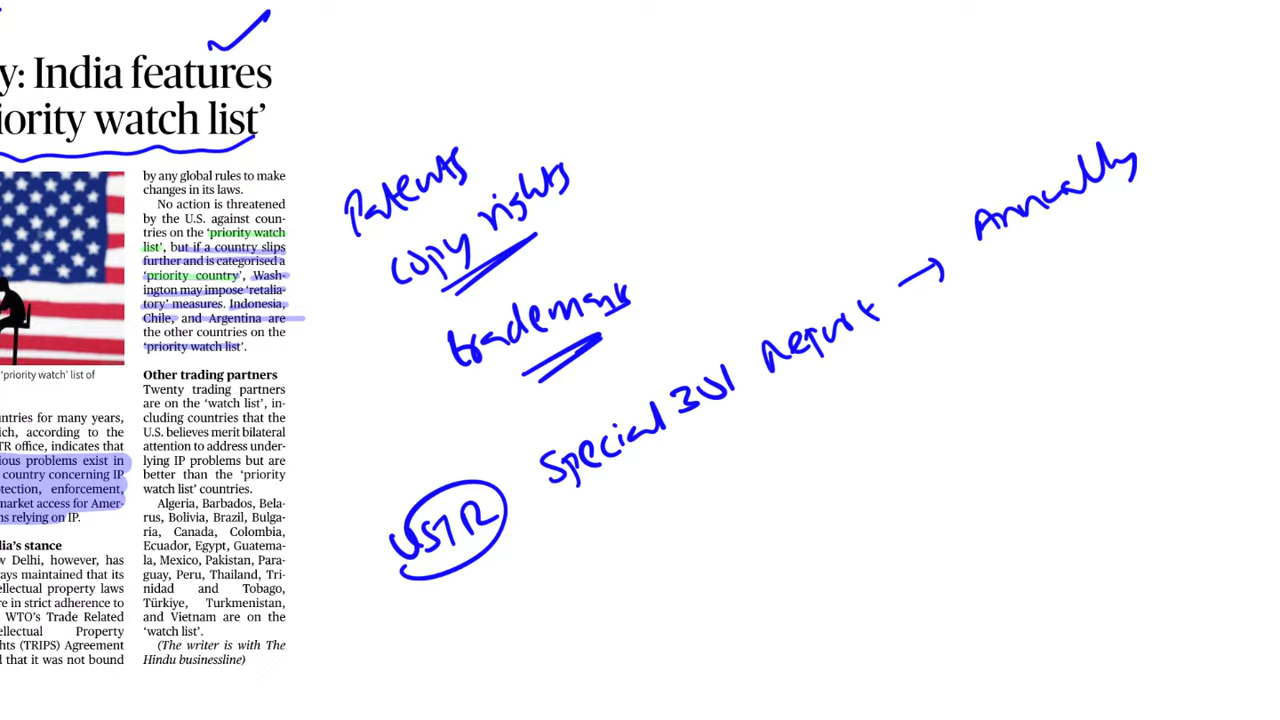 y: India features
iority watch list'
'priority watch' list of
ntries for many years,
ich, according to the
TR office, indicates that
ious problems exist in
country concerning IP
otection, enforcement,
market access for Amer-
ns relying on IP.
ia's stance
w Delhi, however, has
ays maintained that its
ellectual property laws
re in strict adherence to
WTO's Trade Related
ellectual Property
hts (TRIPS) Agreement
d that it was not bound
by any global rules to make
changes in its laws.
No action is threatened
by the U.S. against coun-
tries on the 'priority watch
list', but if a country slips
further and is categorised a
'priority country', Wash-
ington may impose 'retalia-
tory' measures. Indonesia,
Chile, and Argentina are
the other countries on the
'priority watch list'.
Other trading partners
Twenty trading partners
are on the 'watch list', in-
cluding countries that the
U.S. believes merit bilateral
attention to address under-
lying IP problems but are
better than the 'priority
watch list' countries.
Algeria, Barbados, Bela-
rus, Bolivia, Brazil, Bulga-
ria, Canada, Colombia,
Ecuador, Egypt, Guatema-
la, Mexico, Pakistan, Para-
guay, Peru, Thailand, Tri-
nidad and Tobago,
Türkiye, Turkmenistan,
and Vietnam are on the
'watch list'.
(The writer is with The
Hindu businessline)
Patents
copy rights
trademark
USTR Special 301 Report → Annually